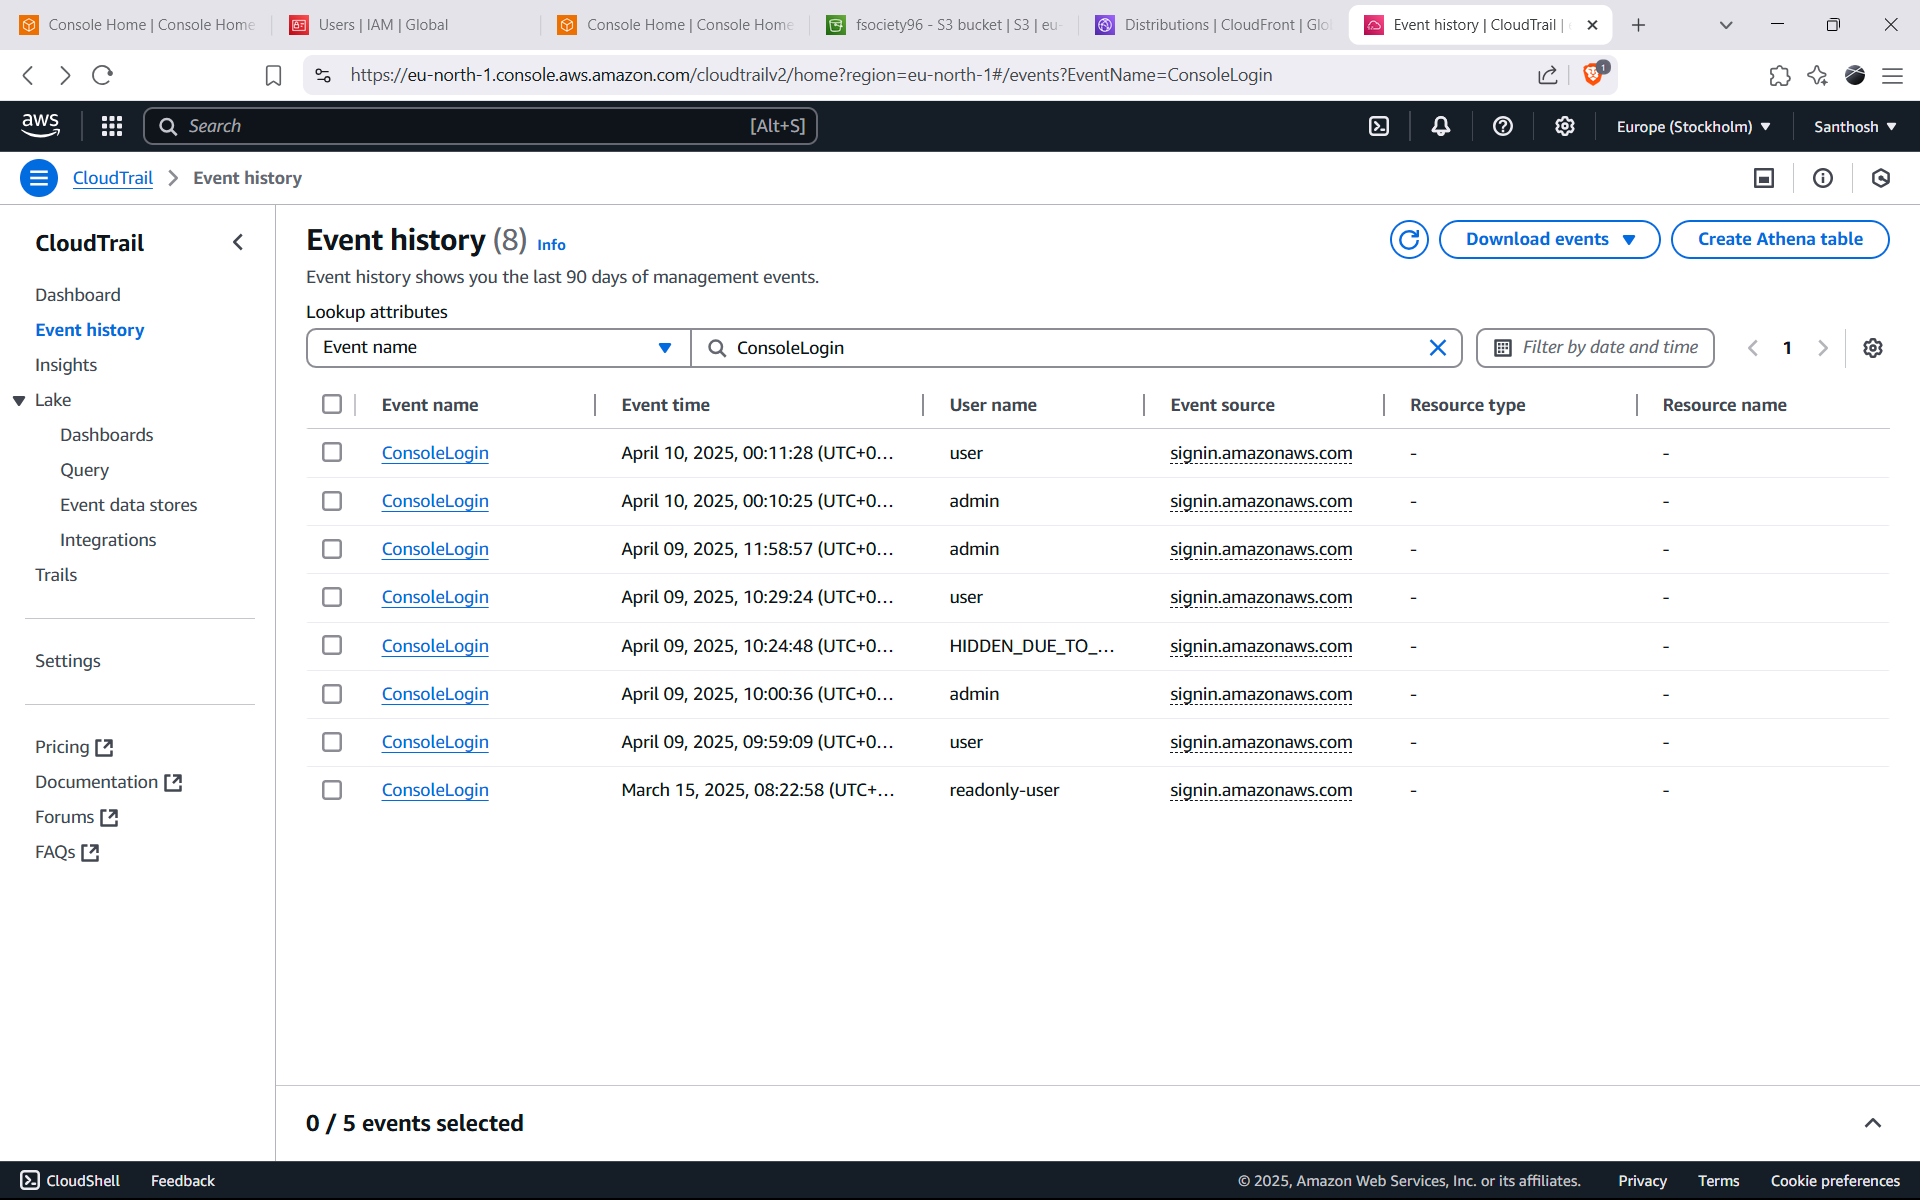 Console Home | Console Home
Users | IAM | Global
Console Home | Console Home
fsociety96 - S3 bucket | S3 | eu-
Distributions | CloudFront | Glo
Event history | CloudTrail |
https://eu-north-1.console.aws.amazon.com/cloudtrailv2/home?region=eu-north-1#/events?EventName=ConsoleLogin
1
aws
Search
[Alt+S]
Europe (Stockholm)
Santhosh
CloudTrail
Event history
CloudTrail
Dashboard
Event history
Insights
Lake
Dashboards
Query
Event data stores
Integrations
Trails
Settings
Pricing
Documentation
Forums
FAQs
Event history (8) Info
Download events
Create Athena table
Event history shows you the last 90 days of management events.
Lookup attributes
Event name
ConsoleLogin
Filter by date and time
1
Event name Event time User name Event source Resource type Resource name
ConsoleLogin April 10, 2025, 00:11:28 (UTC+0... user signin.amazonaws.com - -
ConsoleLogin April 10, 2025, 00:10:25 (UTC+0... admin signin.amazonaws.com - -
ConsoleLogin April 09, 2025, 11:58:57 (UTC+0... admin signin.amazonaws.com - -
ConsoleLogin April 09, 2025, 10:29:24 (UTC+0... user signin.amazonaws.com - -
ConsoleLogin April 09, 2025, 10:24:48 (UTC+0... HIDDEN_DUE_TO_... signin.amazonaws.com - -
ConsoleLogin April 09, 2025, 10:00:36 (UTC+0... admin signin.amazonaws.com - -
ConsoleLogin April 09, 2025, 09:59:09 (UTC+0... user signin.amazonaws.com - -
ConsoleLogin March 15, 2025, 08:22:58 (UTC+... readonly-user signin.amazonaws.com - -
0 / 5 events selected
CloudShell
Feedback
© 2025, Amazon Web Services, Inc. or its affiliates.
Privacy
Terms
Cookie preferences